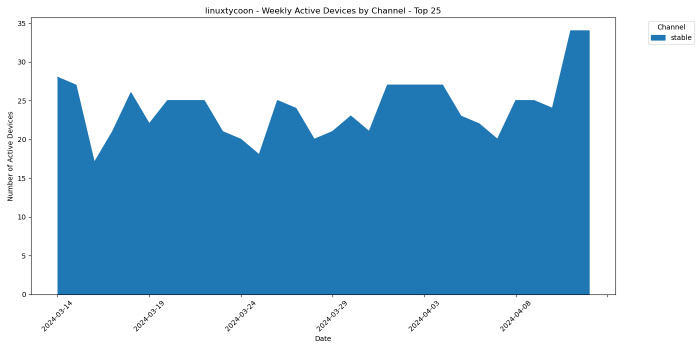 linuxtycoon - Weekly Active Devices by Channel - Top 25
Channel
stable
Number of Active Devices
35
30
25
20
15
10
5
0
2024-03-14
2024-03-19
2024-03-24
2024-03-29
2024-04-03
2024-04-08
Date